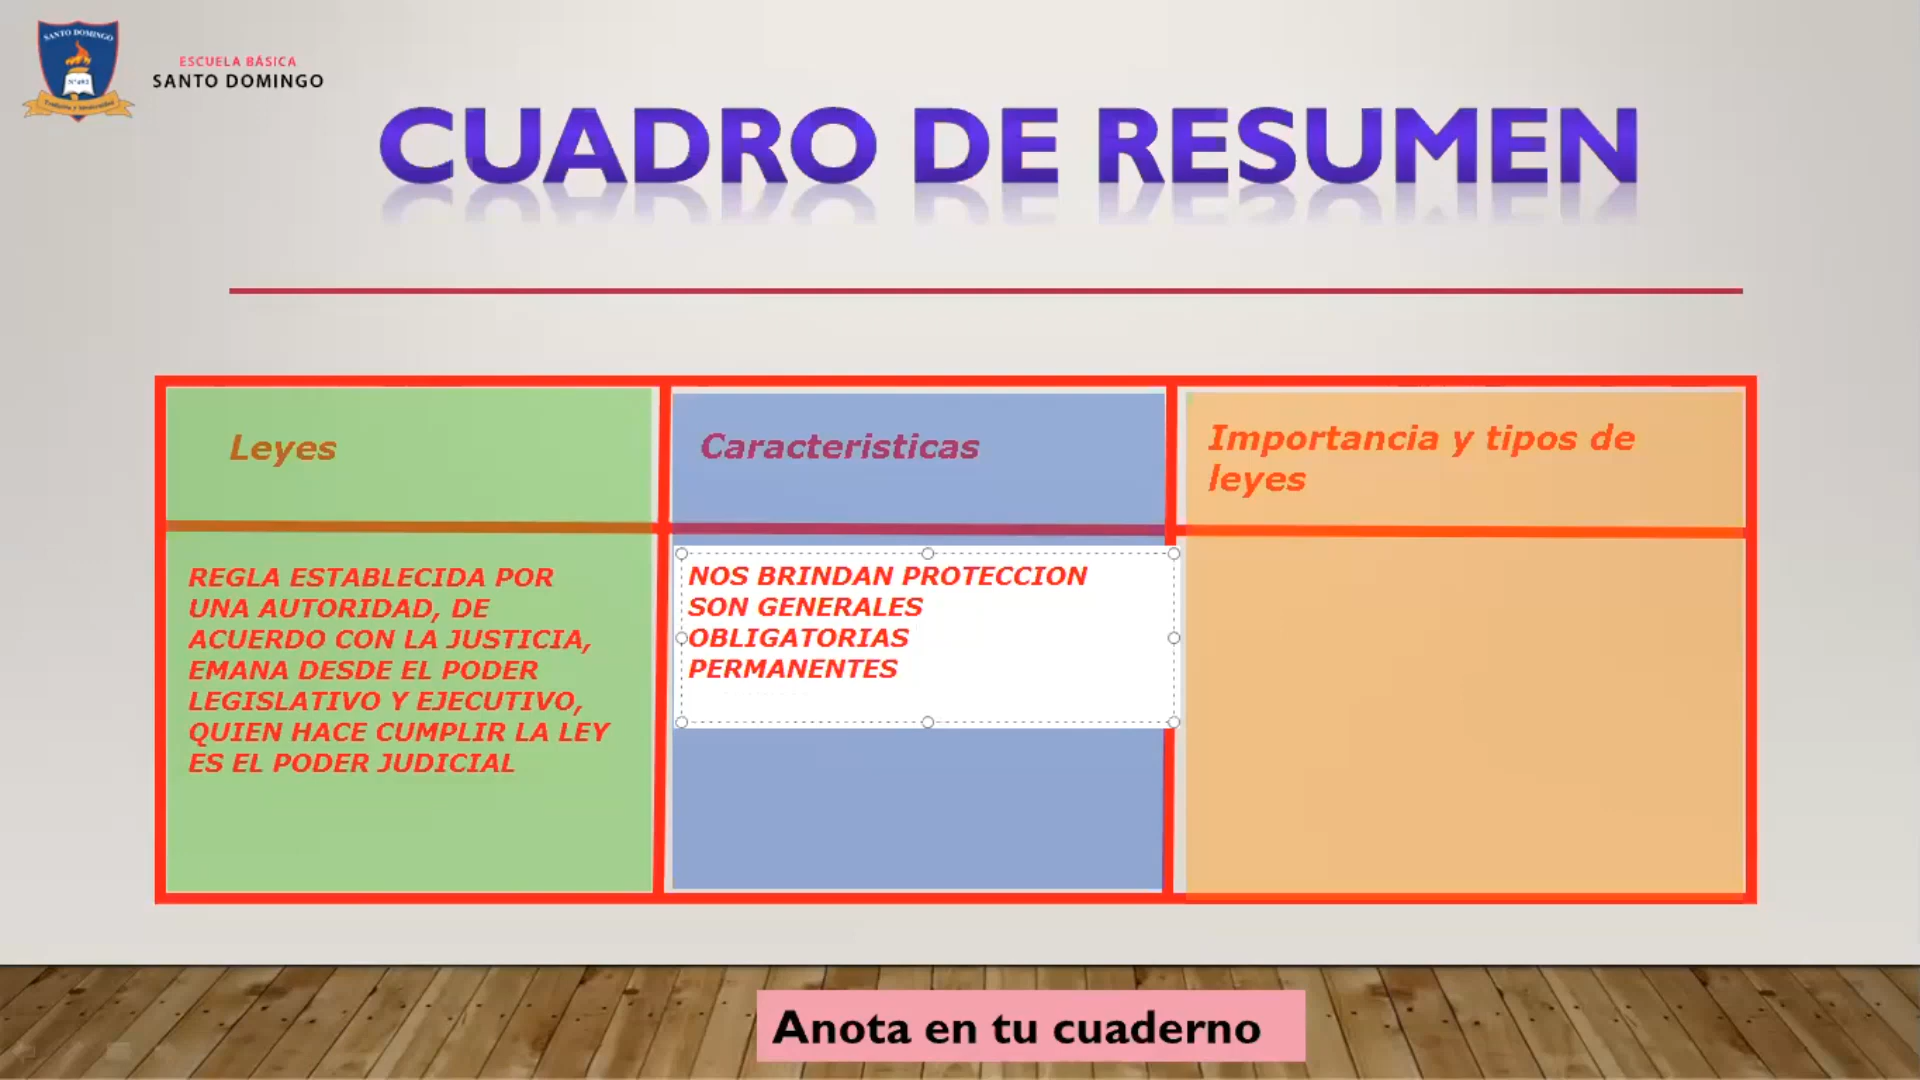 SANTO DOMINGO
ESCUELA BÁSICA
SANTO DOMINGO
CUADRO DE RESUMEN
Leyes
Caracteristicas
Importancia y tipos de
leyes
REGLA ESTABLECIDA POR
UNA AUTORIDAD, DE
ACUERDO CON LA JUSTICIA,
EMANA DESDE EL PODER
LEGISLATIVO Y EJECUTIVO,
QUIEN HACE CUMPLIR LA LEY
ES EL PODER JUDICIAL
NOS BRINDAN PROTECCION
SON GENERALES
OBLIGATORIAS
PERMANENTES
Anota en tu cuaderno